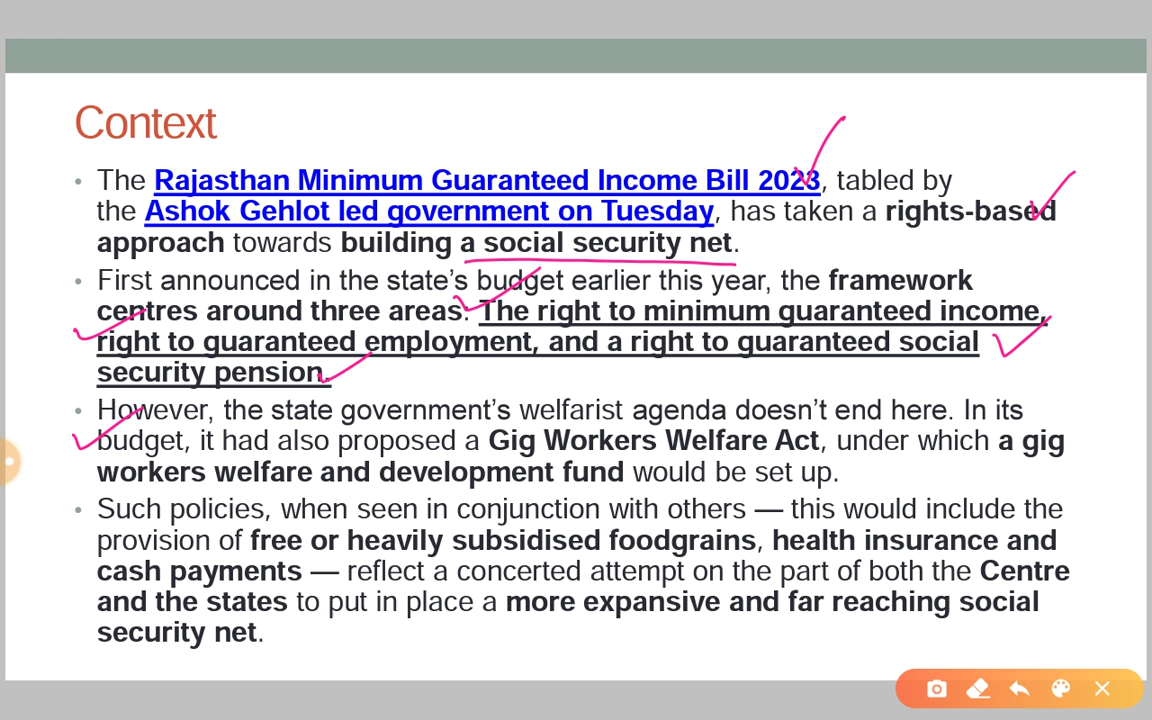 Context
• The Rajasthan Minimum Guaranteed Income Bill 2023, tabled by
the Ashok Gehlot led government on Tuesday, has taken a rights-based
approach towards building a social security net.
• First announced in the state’s budget earlier this year, the framework
centres around three areas: The right to minimum guaranteed income,
right to guaranteed employment, and a right to guaranteed social
security pension.
• However, the state government’s welfarist agenda doesn’t end here. In its
budget, it had also proposed a Gig Workers Welfare Act, under which a gig
workers welfare and development fund would be set up.
• Such policies, when seen in conjunction with others — this would include the
provision of free or heavily subsidised foodgrains, health insurance and
cash payments — reflect a concerted attempt on the part of both the Centre
and the states to put in place a more expansive and far reaching social
security net.